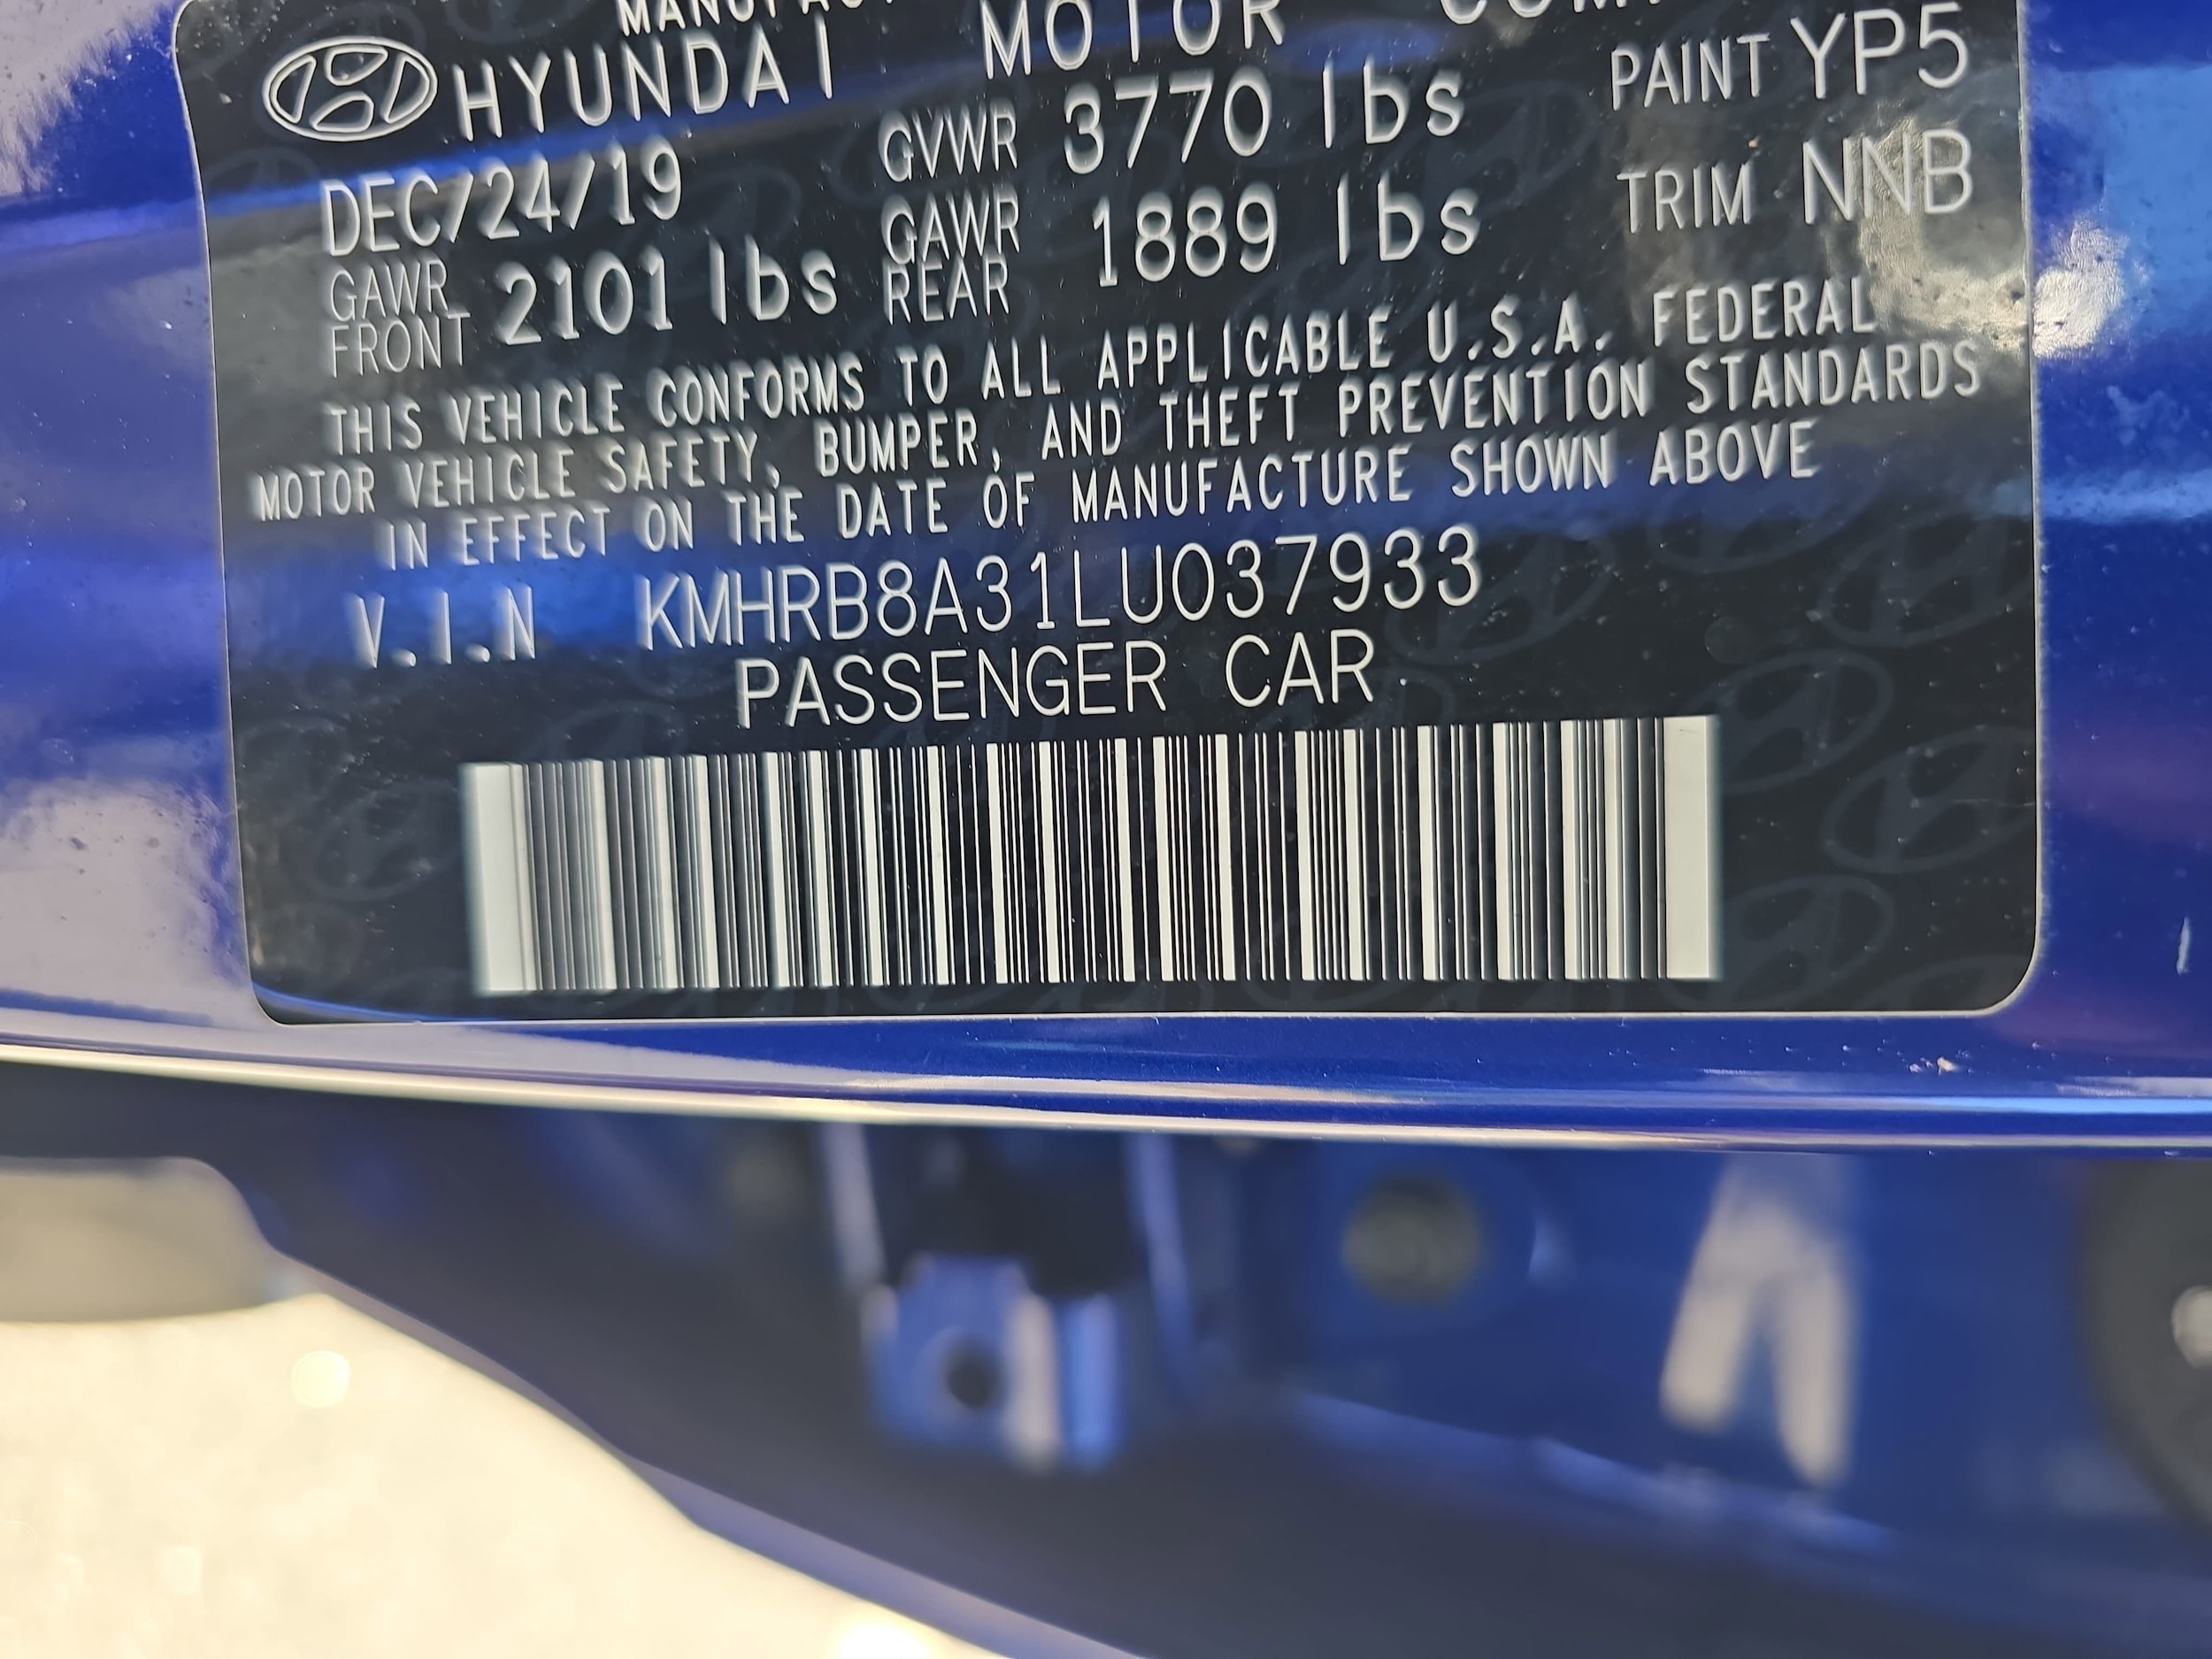 HYUNDAI MOTOR
PAINT YP5
DEC/24/19 GVWR 3770 lbs
TRIM NNB
GAWR FRONT 2101 lbs GAWR REAR 1889 lbs
THIS VEHICLE CONFORMS TO ALL APPLICABLE U.S.A. FEDERAL
MOTOR VEHICLE SAFETY, BUMPER, AND THEFT PREVENTION STANDARDS
IN EFFECT ON THE DATE OF MANUFACTURE SHOWN ABOVE
V.I.N KMHRB8A31LU037933
PASSENGER CAR